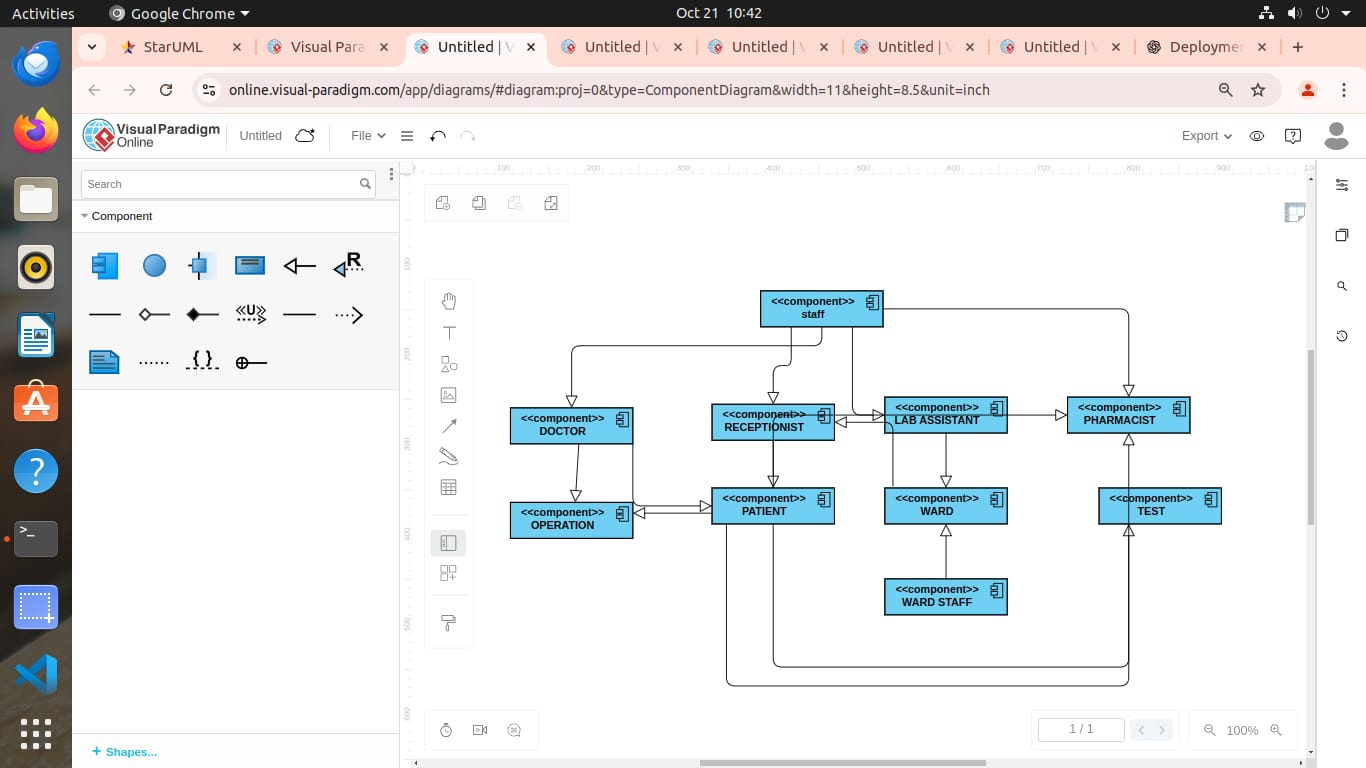 Activities
Google Chrome
Oct 21 10:42
StarUML
Visual Para
Untitled | V
Untitled | V
Untitled | V
Untitled | V
Untitled | V
Deployme
online.visual-paradigm.com/app/diagrams/#diagram:proj=0&type=ComponentDiagram&width=11&height=8.5&unit=inch
Visual Paradigm
Online
Untitled
File
Export
Search
Component
R
<<U>>
{ }
+ Shapes...
100 200 300 400 500 600 700 800 900
100
200
300
400
500
<<component>>
staff
<<component>>
DOCTOR
<<component>>
RECEPTIONIST
<<component>>
LAB ASSISTANT
<<component>>
PHARMACIST
<<component>>
OPERATION
<<component>>
PATIENT
<<component>>
WARD
<<component>>
TEST
<<component>>
WARD STAFF
1 / 1
100%